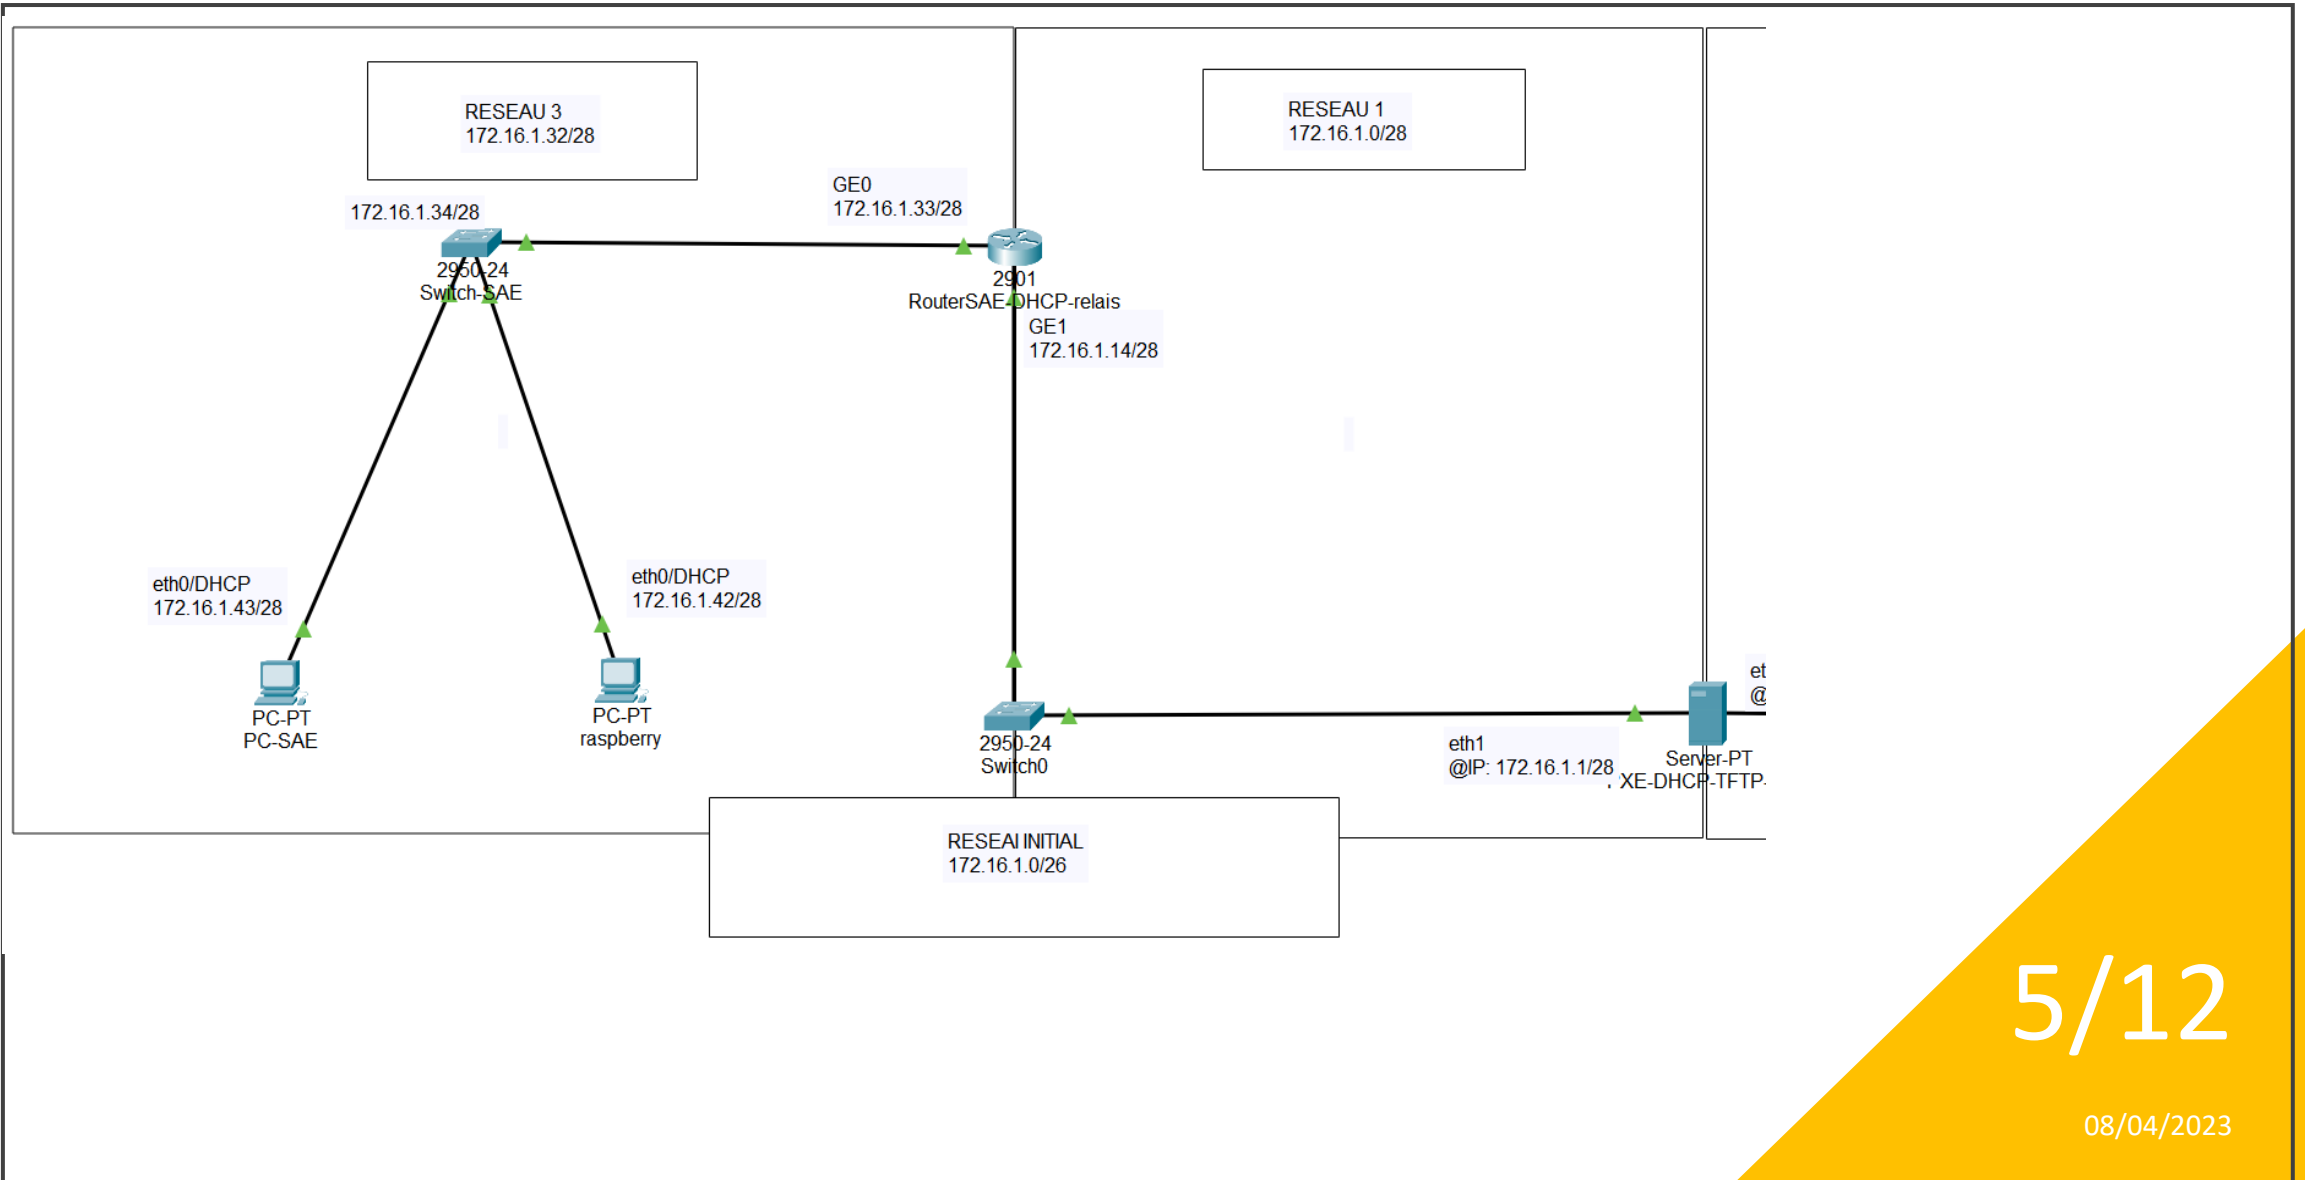 RESEAU 3
172.16.1.32/28
RESEAU 1
172.16.1.0/28
172.16.1.34/28
GE0
172.16.1.33/28
2950-24
Switch-SAE
2901
RouterSAE-DHCP-relais
GE1
172.16.1.14/28
eth0/DHCP
172.16.1.43/28
eth0/DHCP
172.16.1.42/28
PC-PT
PC-SAE
PC-PT
raspberry
2950-24
Switch0
eth1
@IP: 172.16.1.1/28
et
@
Server-PT
XE-DHCP-TFTP-
RESEAI INITIAL
172.16.1.0/26
5/12
08/04/2023